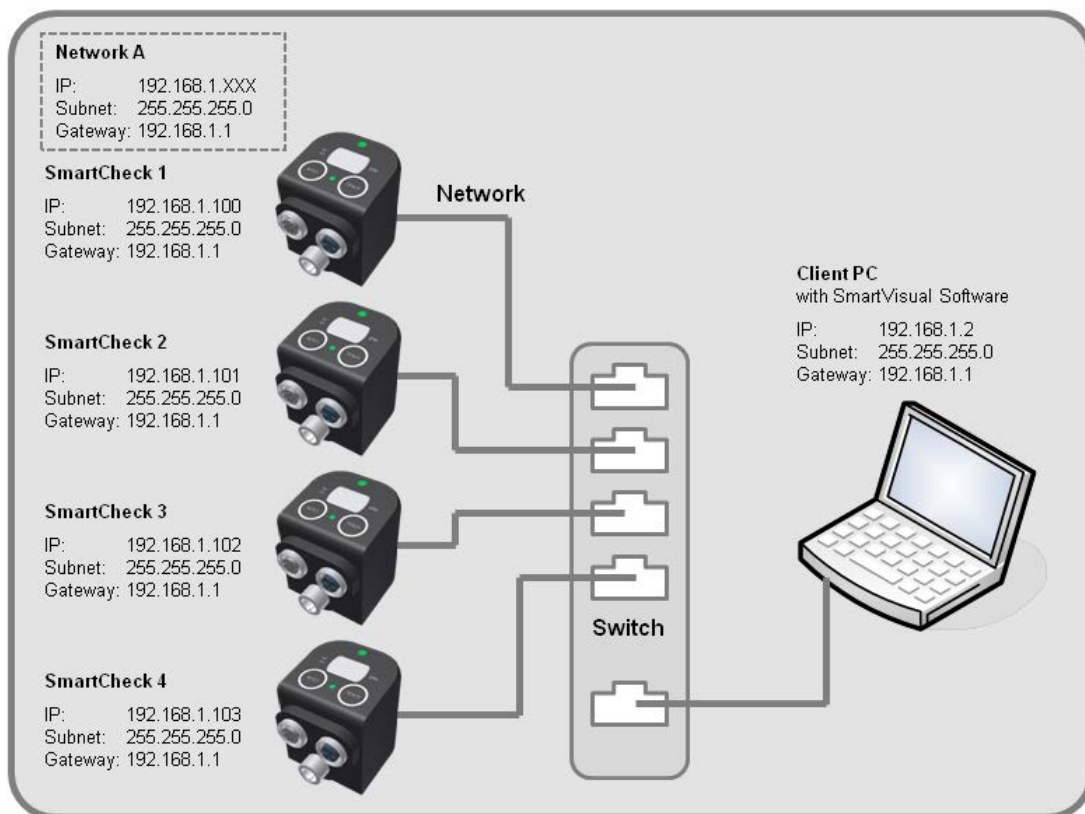 Network A
IP: 192.168.1.XXX
Subnet: 255.255.255.0
Gateway: 192.168.1.1
SmartCheck 1
IP: 192.168.1.100
Subnet: 255.255.255.0
Gateway: 192.168.1.1
Network
SmartCheck 2
IP: 192.168.1.101
Subnet: 255.255.255.0
Gateway: 192.168.1.1
SmartCheck 3
IP: 192.168.1.102
Subnet: 255.255.255.0
Gateway: 192.168.1.1
SmartCheck 4
IP: 192.168.1.103
Subnet: 255.255.255.0
Gateway: 192.168.1.1
Switch
Client PC
with SmartVisual Software
IP: 192.168.1.2
Subnet: 255.255.255.0
Gateway: 192.168.1.1